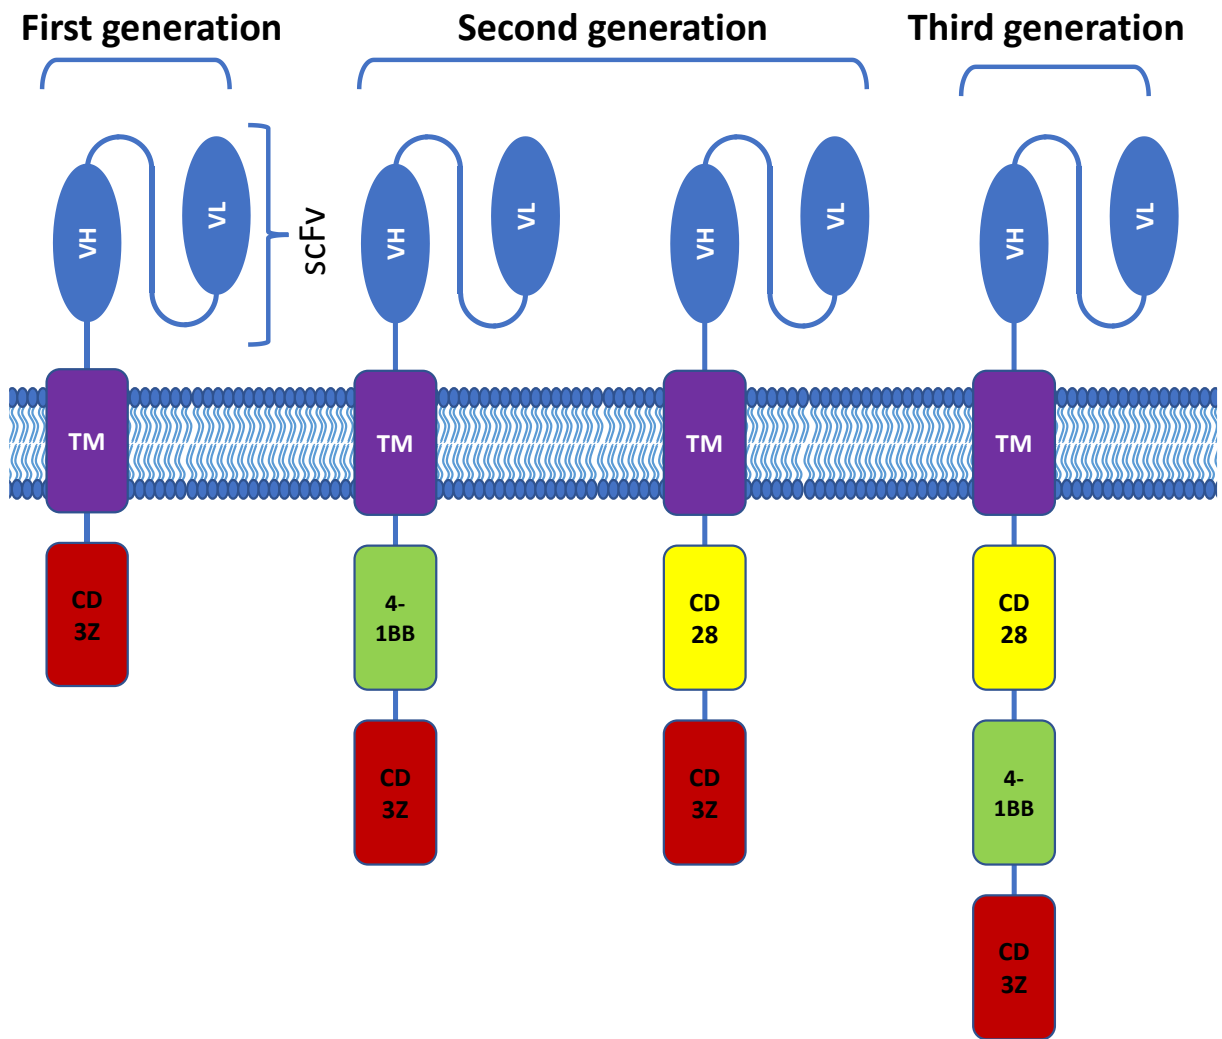 First generation
Second generation
Third generation
VH
VL
scFv
VH
VL
VH
VL
VH
VL
TM
TM
TM
TM
CD
3Z
4-
1BB
CD
28
CD
28
CD
3Z
CD
3Z
4-
1BB
CD
3Z